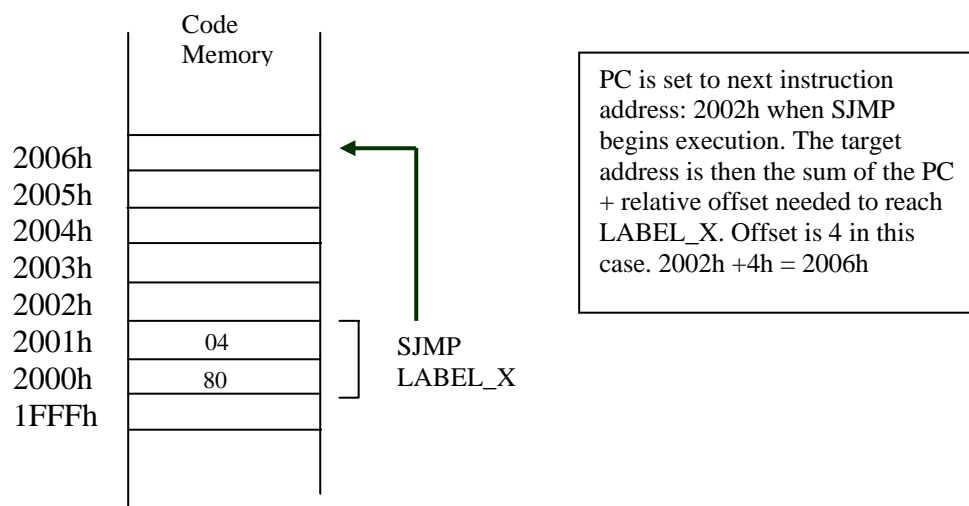 Code
Memory
PC is set to next instruction
address: 2002h when SJMP
begins execution. The target
address is then the sum of the PC
+ relative offset needed to reach
LABEL_X. Offset is 4 in this
case. 2002h +4h = 2006h
2006h
2005h
2004h
2003h
2002h
2001h
04
2000h
80
1FFFh
SJMP
LABEL_X